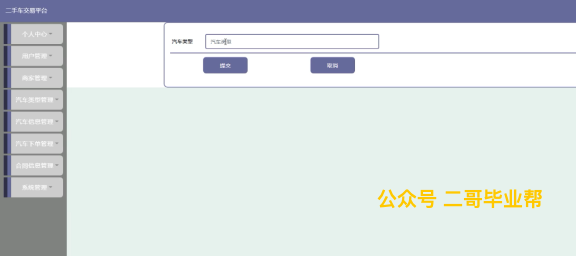 二手车交易平台
个人中心
用户管理
商家管理
汽车类型管理
汽车信息管理
汽车下单管理
合同信息管理
系统管理
汽车类型
汽车类型
提交
取消
公众号 二哥毕业帮